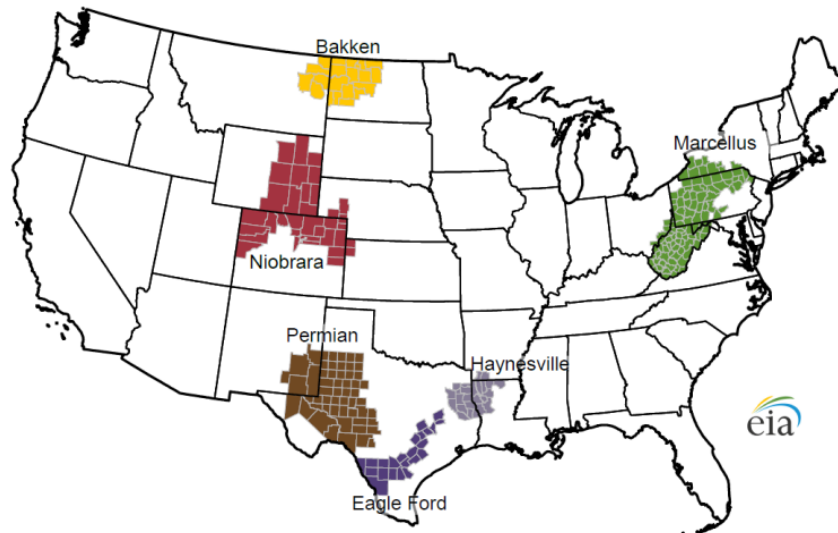 Bakken
Marcellus
Niobrara
Permian
Haynesville
Eagle Ford
eia